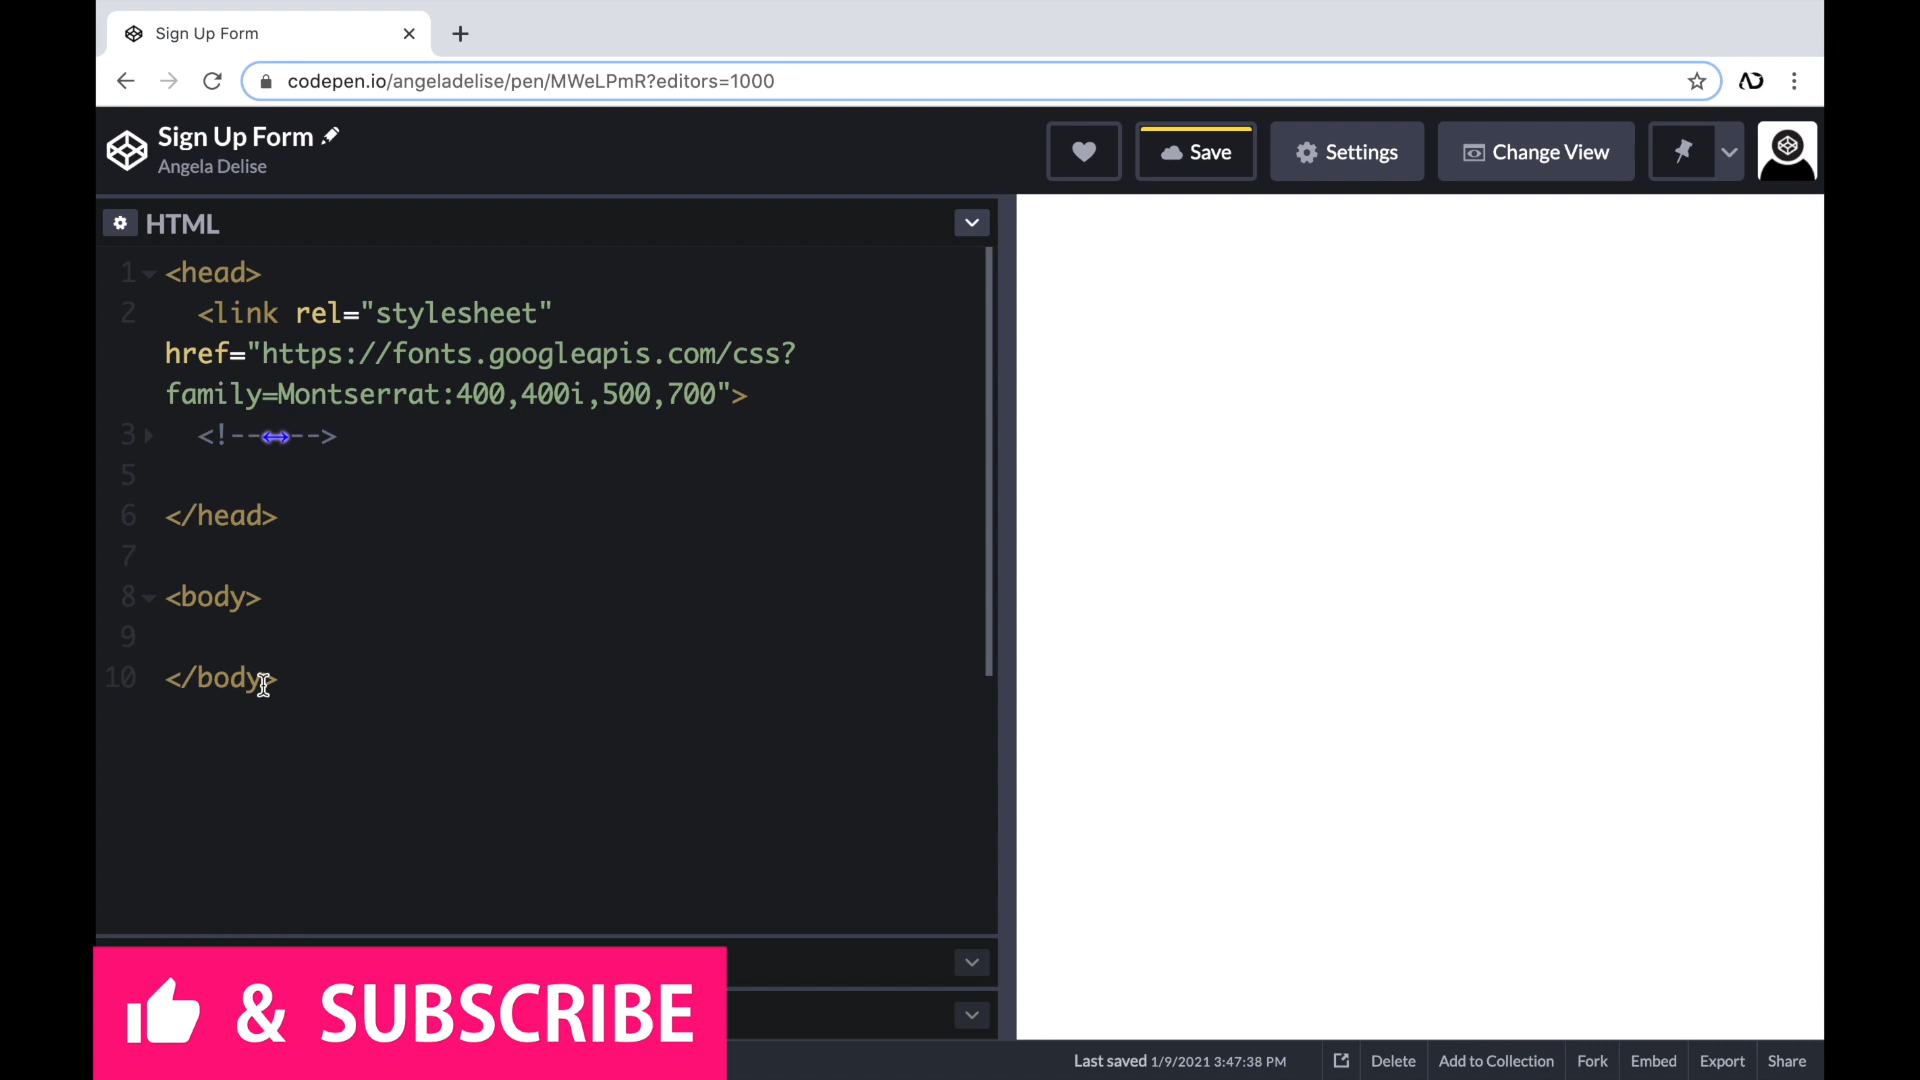 Sign Up Form
codepen.io/angeladelise/pen/MWeLPmR?editors=1000
Sign Up Form
Angela Delise
Save
Settings
Change View
HTML
1 <head>
2 <link rel="stylesheet"
href="https://fonts.googleapis.com/css?
family=Montserrat:400,400i,500,700">
3 <!--↔-->
5
6 </head>
7
8 <body>
9
10 </body>
& SUBSCRIBE
Last saved 1/9/2021 3:47:38 PM
Delete
Add to Collection
Fork
Embed
Export
Share